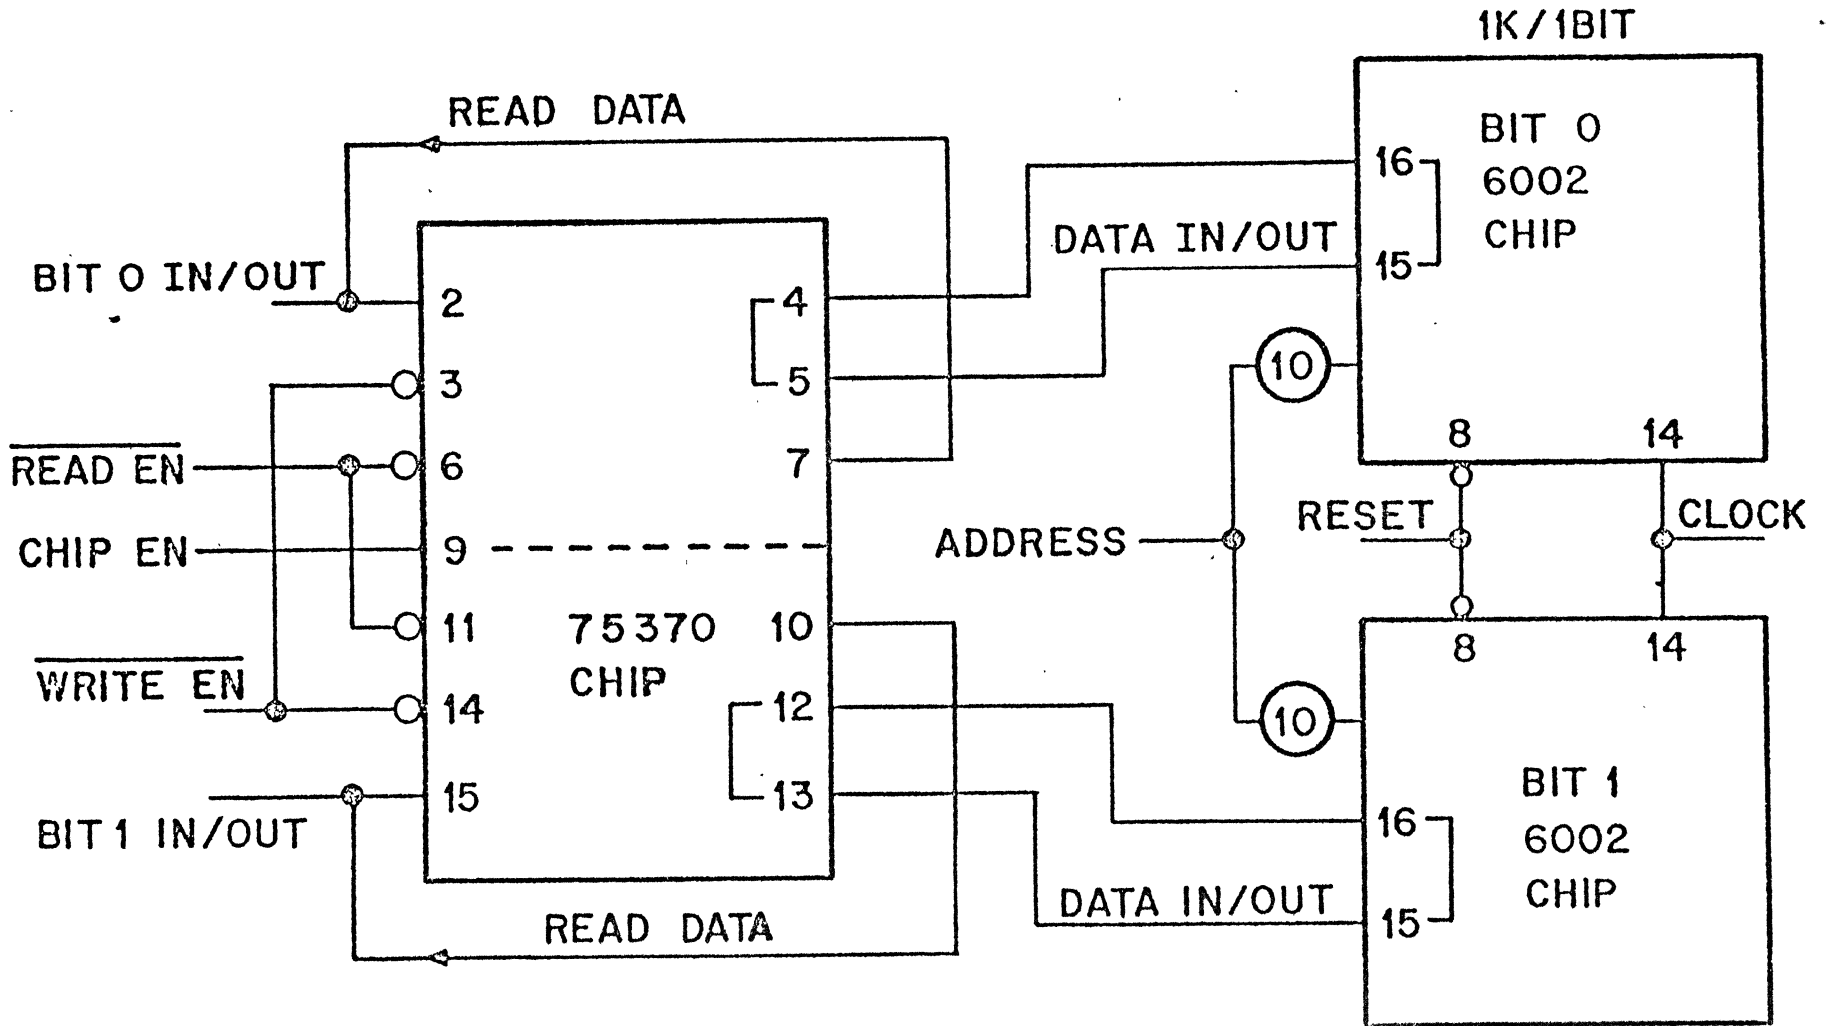 1K/1BIT
READ DATA
BIT 0
6002
CHIP
16
15
DATA IN/OUT
BIT 0 IN/OUT
2
4
3
5
10
READ EN
6
7
8
14
RESET
CLOCK
CHIP EN
9
ADDRESS
11
75370
CHIP
10
8
14
WRITE EN
14
12
10
15
13
BIT 1 IN/OUT
BIT 1
6002
CHIP
16
15
DATA IN/OUT
READ DATA